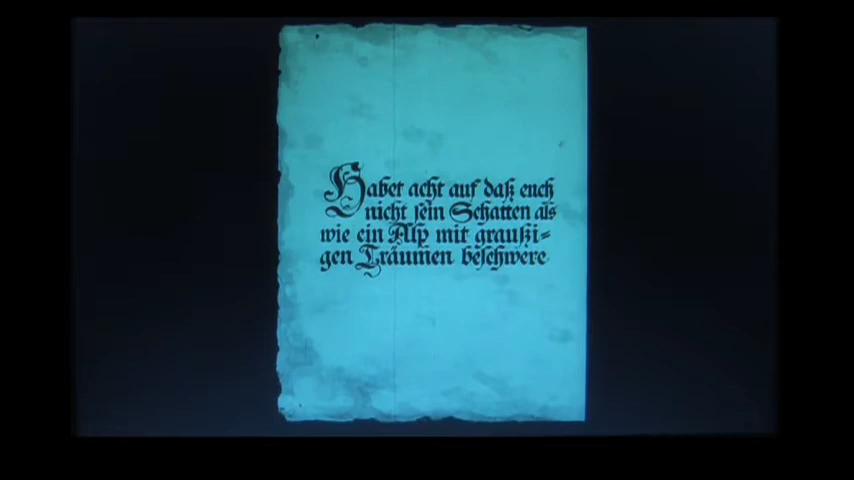 Habet acht auf daß euch
nicht sein Schatten als
wie ein Alp mit graußi=
gen Träumen beschwere